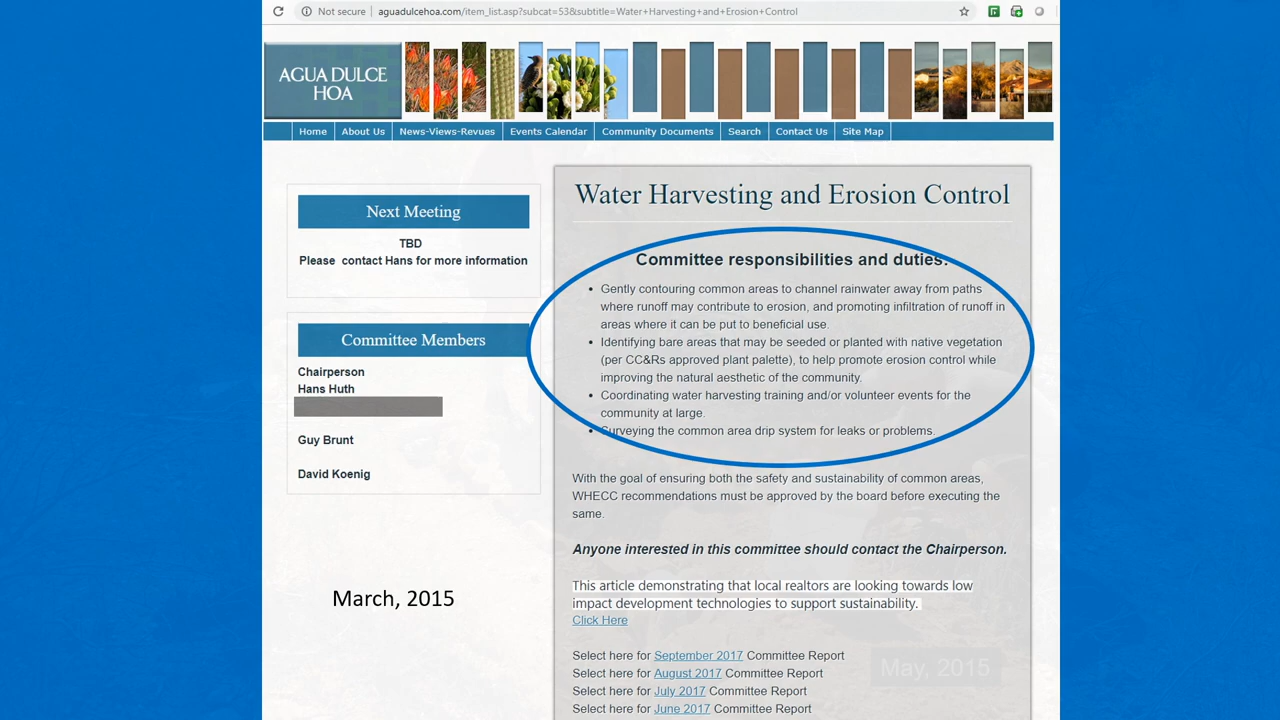 Not secure | aguadulcehoa.com/item_list.asp?subcat=53&subtitle=Water+Harvesting+and+Erosion+Control
AGUA DULCE
HOA
Home About Us News-Views-Revues Events Calendar Community Documents Search Contact Us Site Map
Next Meeting
TBD
Please contact Hans for more information
Committee Members
Chairperson
Hans Huth
Guy Brunt
David Koenig
March, 2015
Water Harvesting and Erosion Control
Committee responsibilities and duties:
• Gently contouring common areas to channel rainwater away from paths
where runoff may contribute to erosion, and promoting infiltration of runoff in
areas where it can be put to beneficial use.
• Identifying bare areas that may be seeded or planted with native vegetation
(per CC&Rs approved plant palette), to help promote erosion control while
improving the natural aesthetic of the community.
• Coordinating water harvesting training and/or volunteer events for the
community at large.
• Surveying the common area drip system for leaks or problems.
With the goal of ensuring both the safety and sustainability of common areas,
WHECC recommendations must be approved by the board before executing the
same.
Anyone interested in this committee should contact the Chairperson.
This article demonstrating that local realtors are looking towards low
impact development technologies to support sustainability.
Click Here
Select here for September 2017 Committee Report
Select here for August 2017 Committee Report
Select here for July 2017 Committee Report
Select here for June 2017 Committee Report
May, 2015